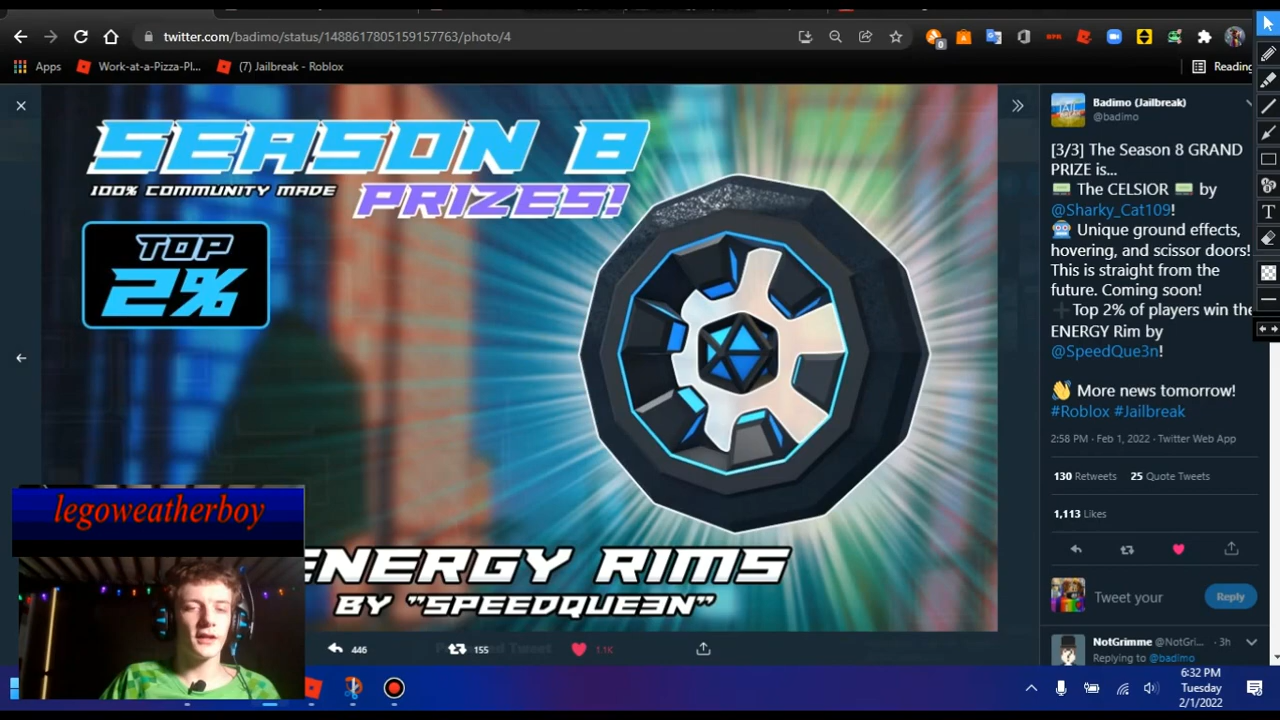 twitter.com/badimo/status/1488617805159157763/photo/4
0
Apps
Work-at-a-Pizza-Pl...
(7) Jailbreak - Roblox
Reading
SEASON 8
100% COMMUNITY MADE
PRIZES!
TOP
2%
ENERGY RIMS
BY "SPEEDQUE3N"
446
155
1.1K
Badimo (Jailbreak)
@badimo
[3/3] The Season 8 GRAND
PRIZE is...
The CELSIOR by
@Sharky_Cat109!
Unique ground effects,
hovering, and scissor doors!
This is straight from the
future. Coming soon!
Top 2% of players win the
ENERGY Rim by
@SpeedQue3n!
More news tomorrow!
#Roblox #Jailbreak
2:58 PM · Feb 1, 2022 · Twitter Web App
130 Retweets 25 Quote Tweets
1,113 Likes
Tweet your
Reply
NotGrimme @NotGri... · 3h
Replying to @badimo
legoweatherboy
6:32 PM
Tuesday
2/1/2022